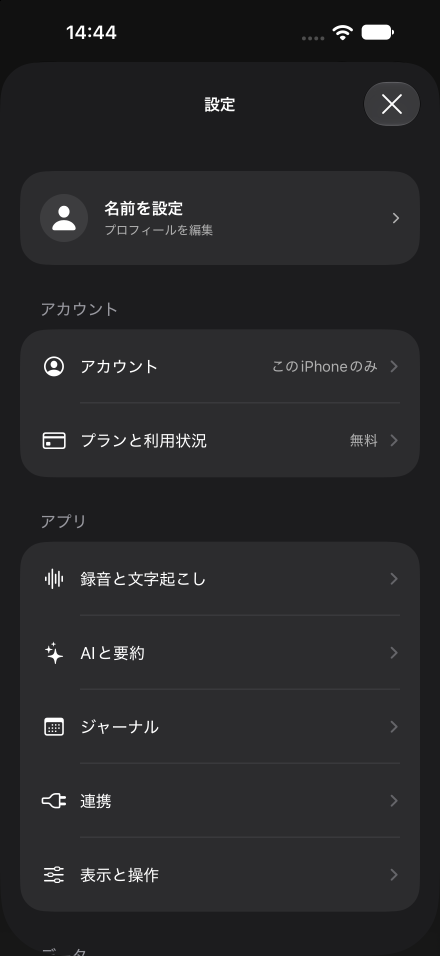 14:44
設定
名前を設定
プロフィールを編集
アカウント
アカウント このiPhoneのみ
プランと利用状況 無料
アプリ
録音と文字起こし
AIと要約
ジャーナル
連携
表示と操作
データ